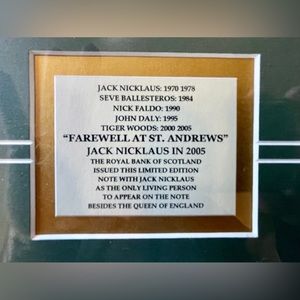 JACK NICKLAUS: 1970 1978
SEVE BALLESTEROS: 1984
NICK FALDO: 1990
JOHN DALY: 1995
TIGER WOODS: 2000 2005
“FAREWELL AT ST. ANDREWS”
JACK NICKLAUS IN 2005
THE ROYAL BANK OF SCOTLAND
ISSUED THIS LIMITED EDITION
NOTE WITH JACK NICKLAUS
AS THE ONLY LIVING PERSON
TO APPEAR ON THE NOTE
BESIDES THE QUEEN OF ENGLAND